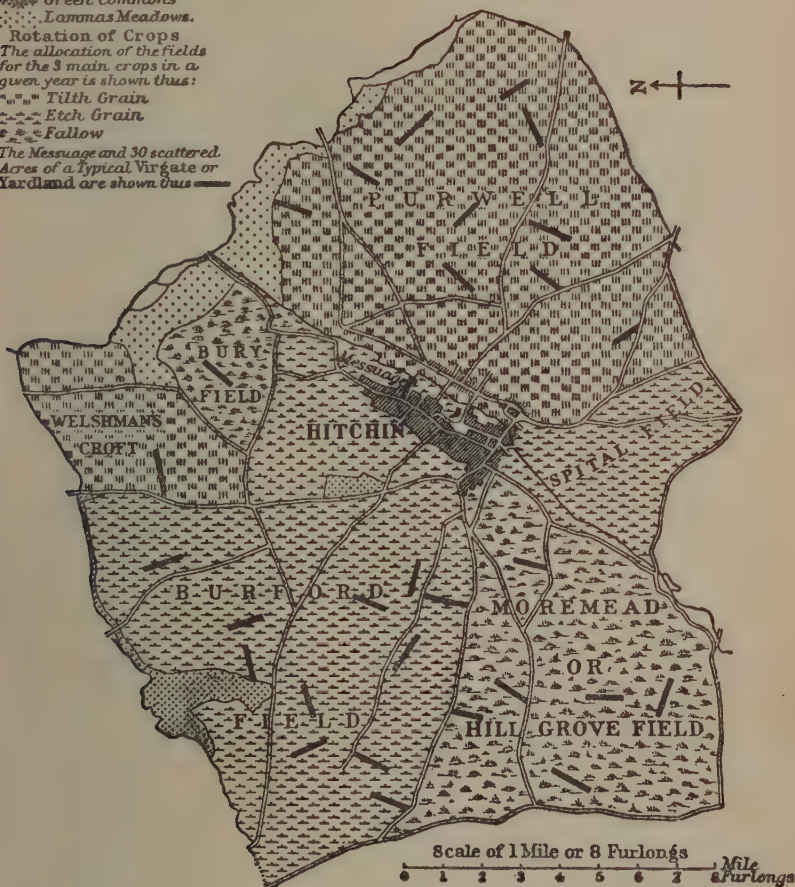 Green Commons
Lammas Meadows.
Rotation of Crops
The allocation of the fields
for the 3 main crops in a
given year is shown thus:
Tilth Grain
Etch Grain
Fallow
The Messuage and 30 scattered
Acres of a Typical Virgate or
Yardland are shown thus
N
PURWELL
FIELD
BURY
FIELD
Messuage
WELSHMANS
CROFT
HITCHIN
SPITAL FIELD
BURFORD
FIELD
MOREMEAD
OR
HILL GROVE FIELD
Scale of 1 Mile or 8 Furlongs
Mile
0 1 2 3 4 5 6 7 8 Furlongs